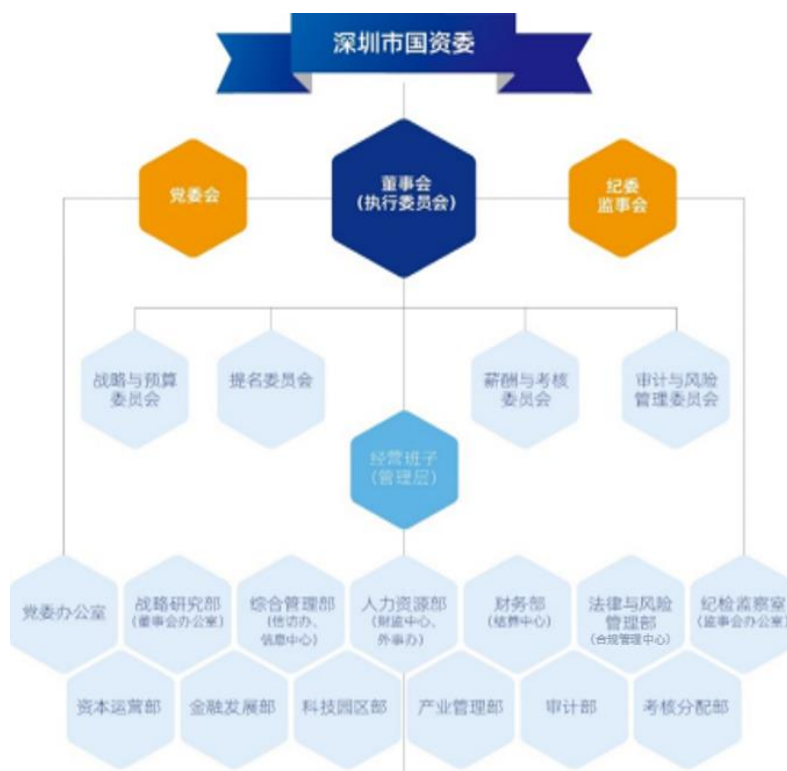 深圳市国资委
党委会
董事会
(执行委员会)
纪委
监事会
战略与预算
委员会
提名委员会
薪酬与考核
委员会
审计与风险
管理委员会
经营班子
(管理层)
党委办公室
战略研究部
(董事会办公室)
综合管理部
(信访办、
信息中心)
人力资源部
(财监中心、
外事办)
财务部
(结算中心)
法律与风险
管理部
(合规管理中心)
纪检监察室
(监事会办公室)
资本运营部
金融发展部
科技园区部
产业管理部
审计部
考核分配部